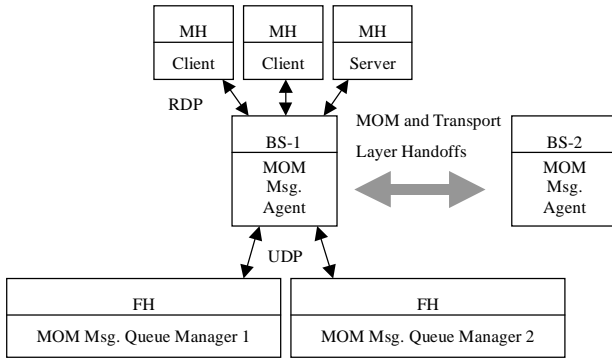 MH MH MH
Client Client Server
RDP
MOM and Transport
Layer Handoffs
BS-1
MOM
Msg.
Agent
BS-2
MOM
Msg.
Agent
UDP
FH FH
MOM Msg. Queue Manager 1 MOM Msg. Queue Manager 2